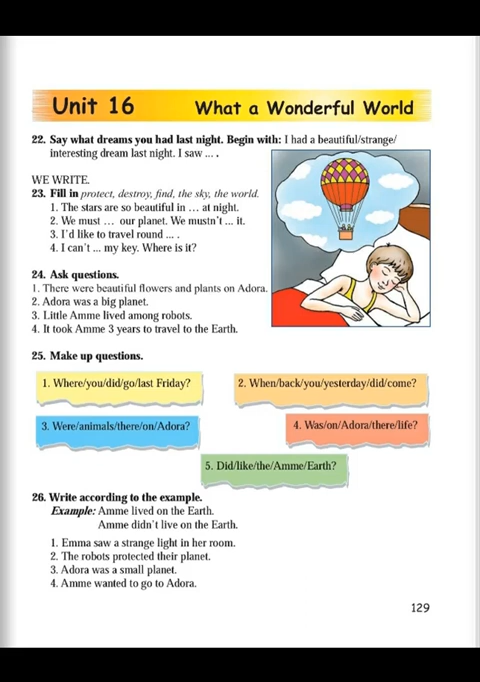 Unit 16 What a Wonderful World
22. Say what dreams you had last night. Begin with: I had a beautiful/strange/
interesting dream last night. I saw ... .
WE WRITE.
23. Fill in protect, destroy, find, the sky, the world.
1. The stars are so beautiful in ... at night.
2. We must ... our planet. We mustn't ... it.
3. I'd like to travel round ... .
4. I can't ... my key. Where is it?
24. Ask questions.
1. There were beautiful flowers and plants on Adora.
2. Adora was a big planet.
3. Little Amme lived among robots.
4. It took Amme 3 years to travel to the Earth.
25. Make up questions.
1. Where/you/did/go/last Friday?
2. When/back/you/yesterday/did/come?
3. Were/animals/there/on/Adora?
4. Was/on/Adora/there/life?
5. Did/like/the/Amme/Earth?
26. Write according to the example.
Example: Amme lived on the Earth.
Amme didn't live on the Earth.
1. Emma saw a strange light in her room.
2. The robots protected their planet.
3. Adora was a small planet.
4. Amme wanted to go to Adora.
129